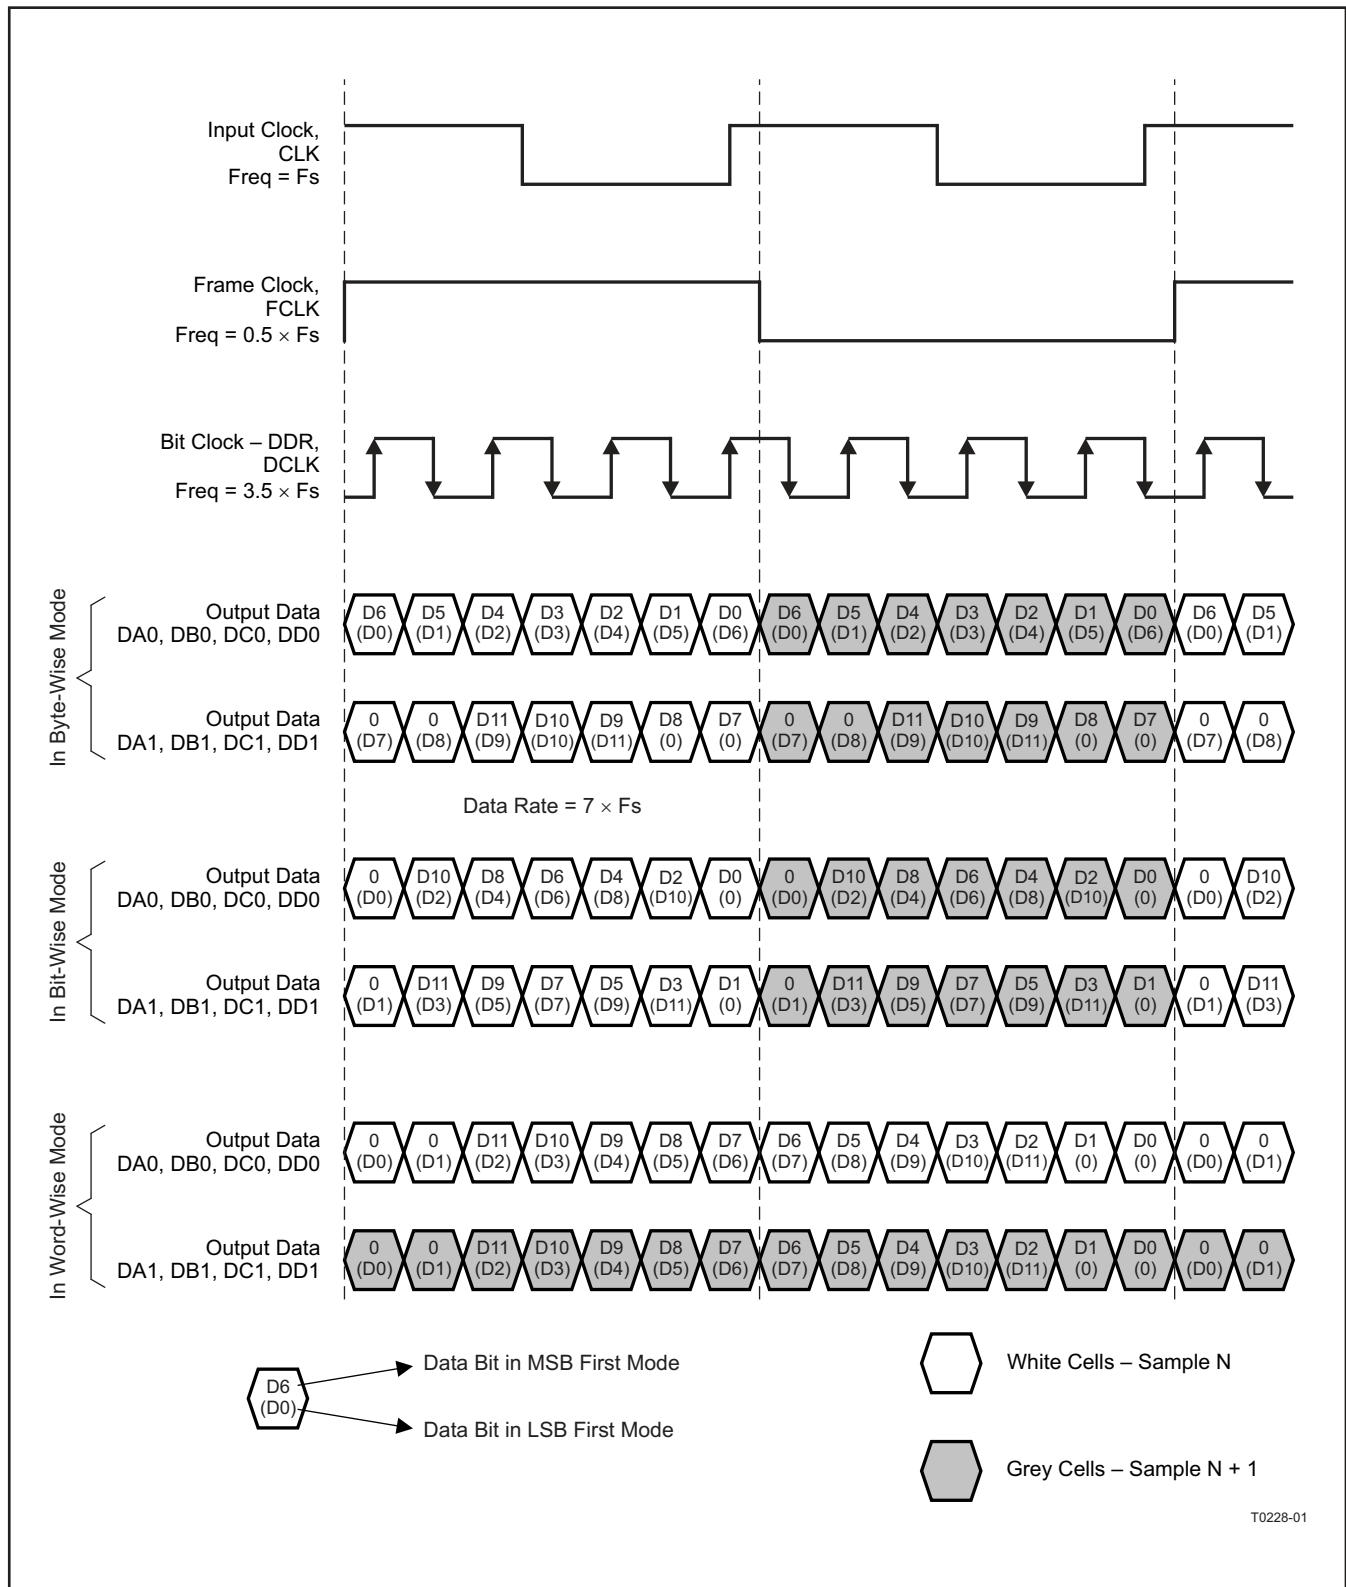 Input Clock,
CLK
Freq = Fs
Frame Clock,
FCLK
Freq = 0.5 × Fs
Bit Clock – DDR,
DCLK
Freq = 3.5 × Fs
In Byte-Wise Mode
Output Data
DA0, DB0, DC0, DD0
D6 D5 D4 D3 D2 D1 D0 D6 D5 D4 D3 D2 D1 D0 D6 D5
(D0) (D1) (D2) (D3) (D4) (D5) (D6) (D0) (D1) (D2) (D3) (D4) (D5) (D6) (D0) (D1)
Output Data
DA1, DB1, DC1, DD1
0 0 D11 D10 D9 D8 D7 0 0 D11 D10 D9 D8 D7 0 0
(D7) (D8) (D9) (D10) (D11) (0) (0) (D7) (D8) (D9) (D10) (D11) (0) (0) (D7) (D8)
Data Rate = 7 × Fs
In Bit-Wise Mode
Output Data
DA0, DB0, DC0, DD0
0 D10 D8 D6 D4 D2 D0 0 D10 D8 D6 D4 D2 D0 0 D10
(D0) (D2) (D4) (D6) (D8) (D10) (0) (D0) (D2) (D4) (D6) (D8) (D10) (0) (D0) (D2)
Output Data
DA1, DB1, DC1, DD1
0 D11 D9 D7 D5 D3 D1 0 D11 D9 D7 D5 D3 D1 0 D11
(D1) (D3) (D5) (D7) (D9) (D11) (0) (D1) (D3) (D5) (D7) (D9) (D11) (0) (D1) (D3)
In Word-Wise Mode
Output Data
DA0, DB0, DC0, DD0
0 0 D11 D10 D9 D8 D7 D6 D5 D4 D3 D2 D1 D0 0 0
(D0) (D1) (D2) (D3) (D4) (D5) (D6) (D7) (D8) (D9) (D10) (D11) (0) (0) (D0) (D1)
Output Data
DA1, DB1, DC1, DD1
0 0 D11 D10 D9 D8 D7 D6 D5 D4 D3 D2 D1 D0 0 0
(D0) (D1) (D2) (D3) (D4) (D5) (D6) (D7) (D8) (D9) (D10) (D11) (0) (0) (D0) (D1)
D6
(D0)
Data Bit in MSB First Mode
Data Bit in LSB First Mode
White Cells – Sample N
Grey Cells – Sample N + 1
T0228-01